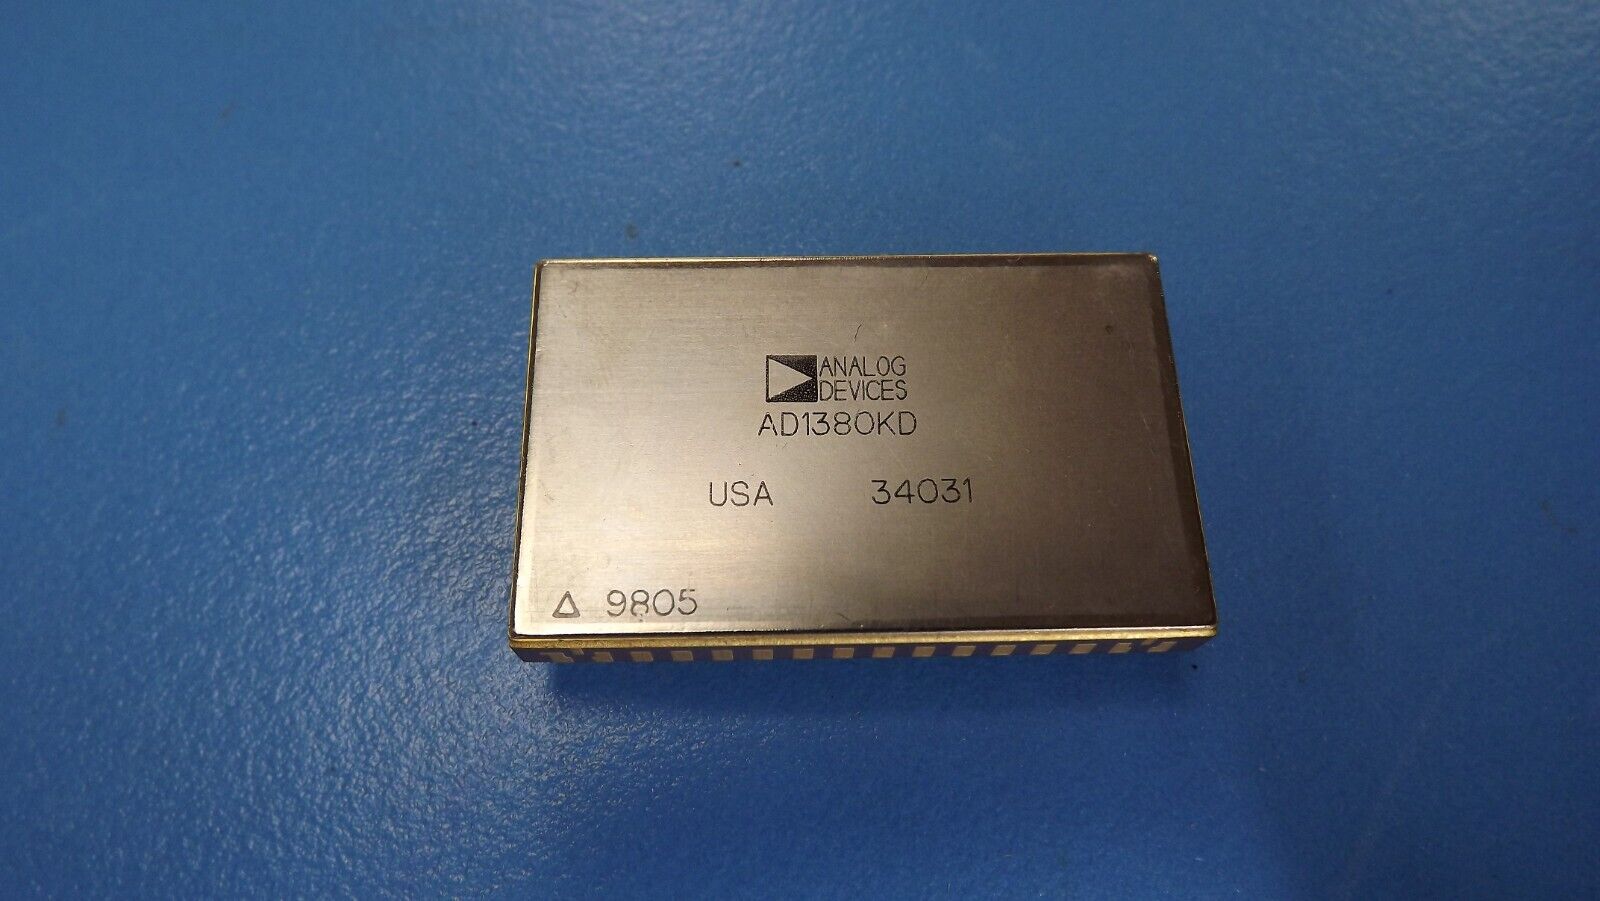 ANALOG
DEVICES
AD1380KD
USA 34031
△ 9805